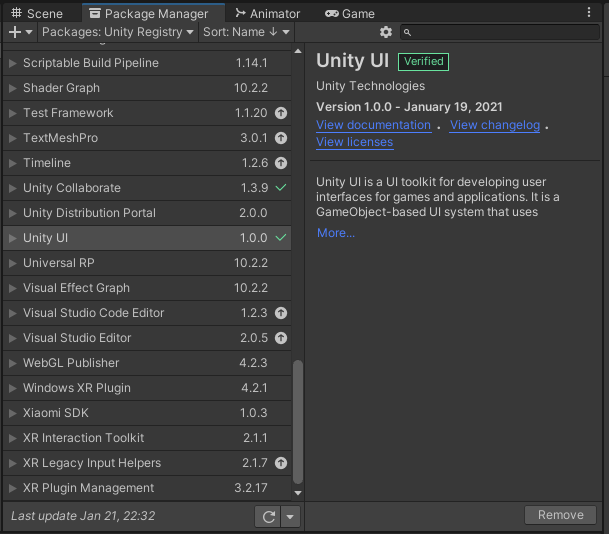 Scene
Package Manager
Animator
Game
Packages: Unity Registry
Sort: Name ↓
Scriptable Build Pipeline 1.14.1
Shader Graph 10.2.2
Test Framework 1.1.20
TextMeshPro 3.0.1
Timeline 1.2.6
Unity Collaborate 1.3.9
Unity Distribution Portal 2.0.0
Unity UI 1.0.0
Universal RP 10.2.2
Visual Effect Graph 10.2.2
Visual Studio Code Editor 1.2.3
Visual Studio Editor 2.0.5
WebGL Publisher 4.2.3
Windows XR Plugin 4.2.1
Xiaomi SDK 1.0.3
XR Interaction Toolkit 2.1.1
XR Legacy Input Helpers 2.1.7
XR Plugin Management 3.2.17
Last update Jan 21, 22:32
Unity UI Verified
Unity Technologies
Version 1.0.0 - January 19, 2021
View documentation • View changelog •
View licenses
Unity UI is a UI toolkit for developing user
interfaces for games and applications. It is a
GameObject-based UI system that uses
More...
Remove